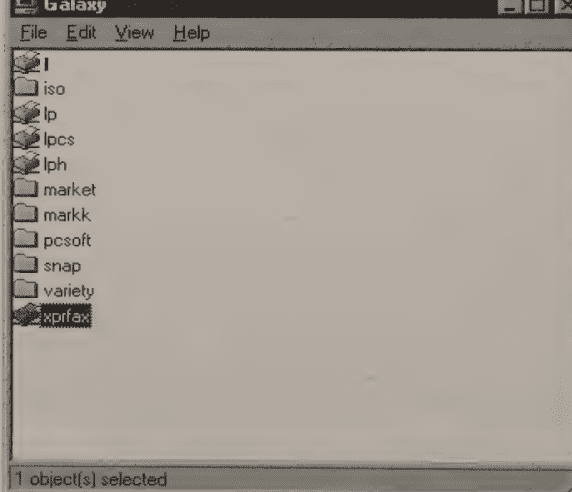 Galaxy
File Edit View Help
l
iso
lp
lpcs
lph
market
markk
pcsoft
snap
variety
xprfax
1 object(s) selected